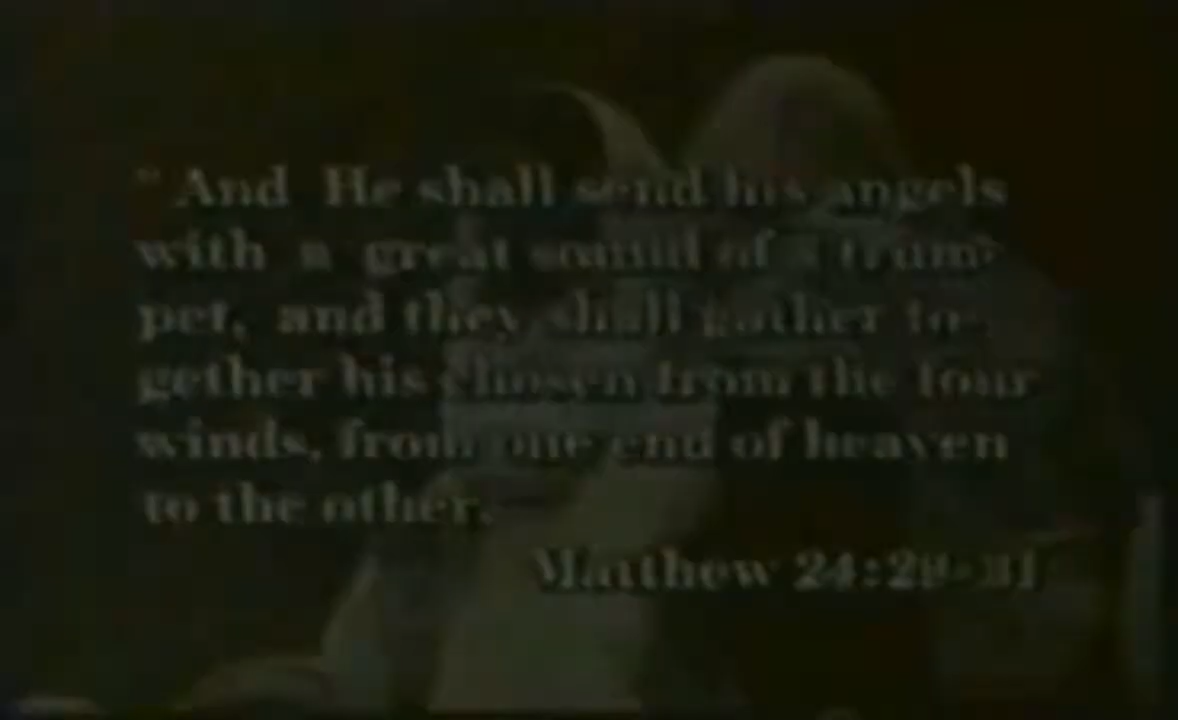 " And He shall send his angels
with a great sound of a trum-
pet, and they shall gather to-
gether his chosen from the four
winds, from one end of heaven
to the other.
Matthew 24:29-31